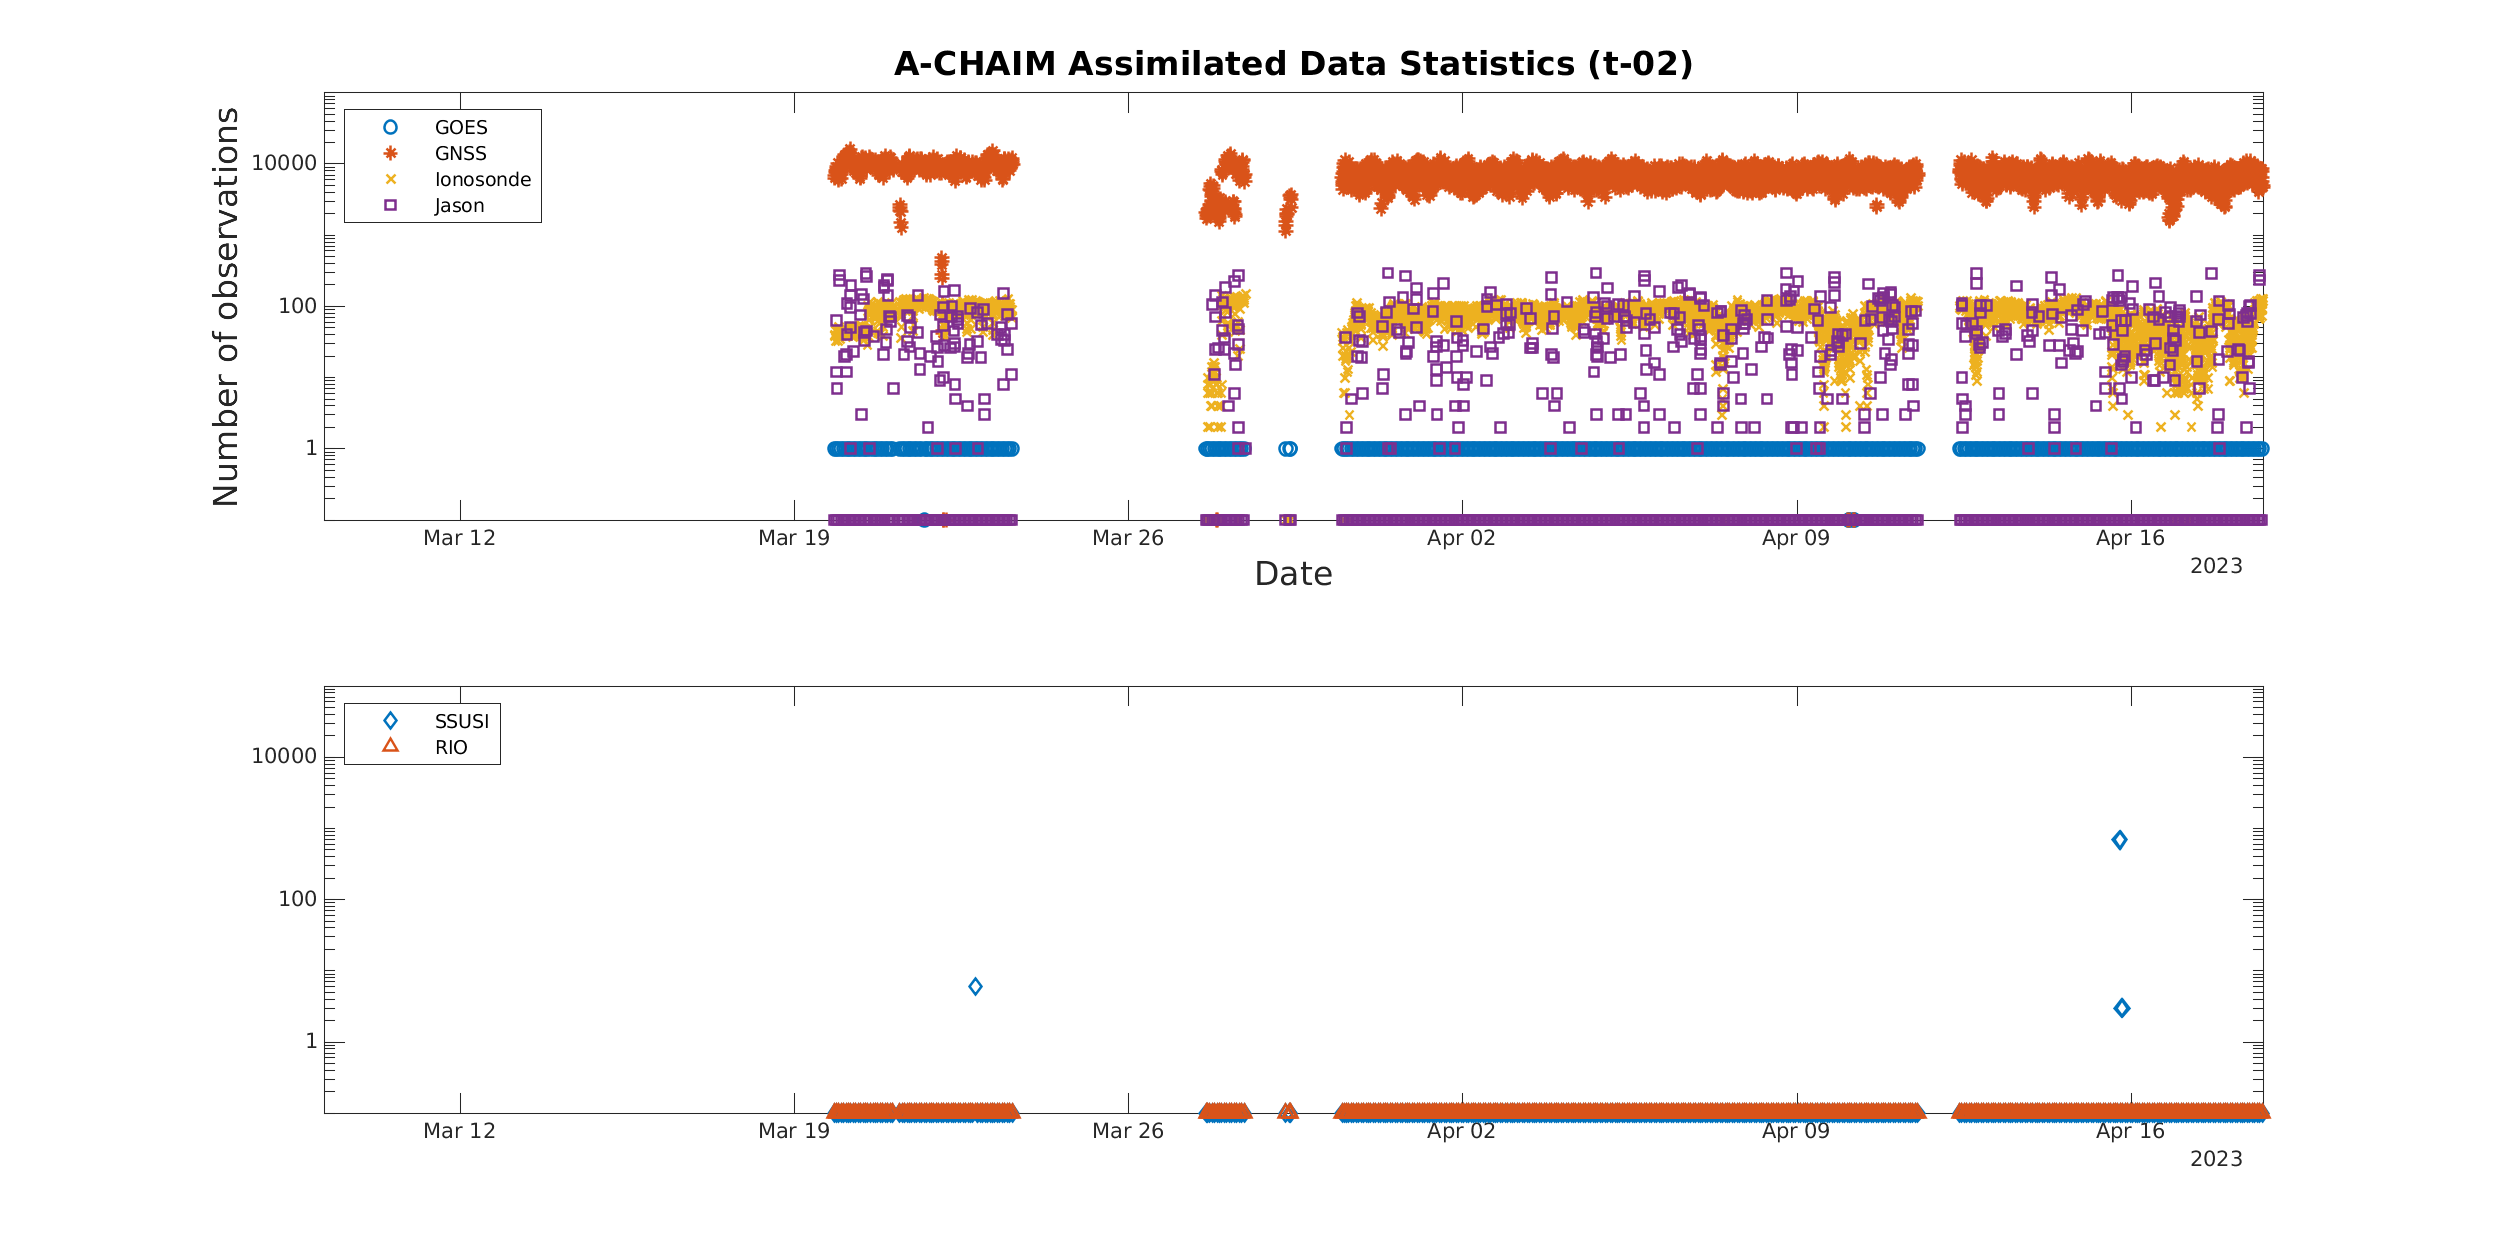 A-CHAIM Assimilated Data Statistics (t-02)
Number of observations
10000
100
1
GOES
GNSS
Ionosonde
Jason
Mar 12
Mar 19
Mar 26
Apr 02
Apr 09
Apr 16
2023
Date
10000
100
1
SSUSI
RIO
Mar 12
Mar 19
Mar 26
Apr 02
Apr 09
Apr 16
2023